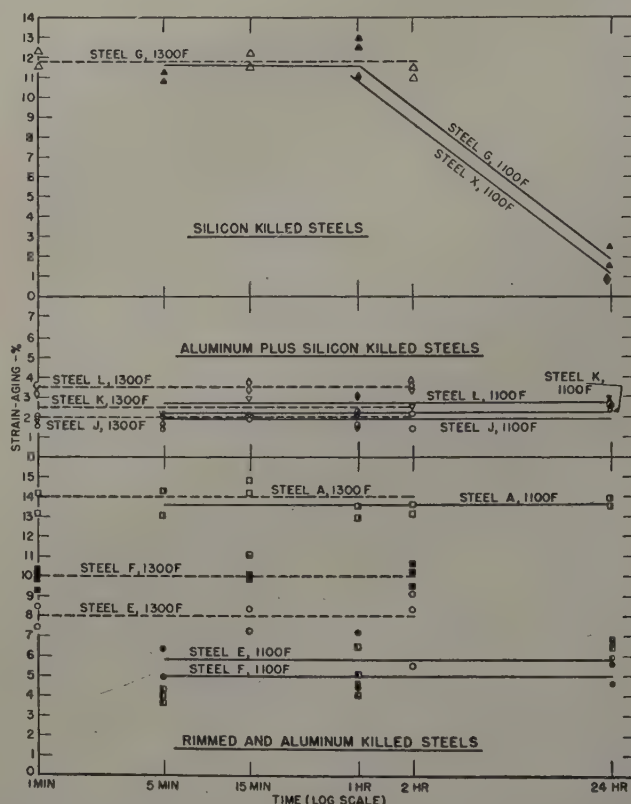 14
13
12
11
10
9
8
7
6
5
4
3
2
1
0
STEEL G, 1300F
STEEL G, 1100F
STEEL X, 1100F
SILICON KILLED STEELS
STRAIN-AGING - %
7
6
5
4
3
2
1
0
ALUMINUM PLUS SILICON KILLED STEELS
STEEL L, 1300F
STEEL K, 1300F
STEEL J, 1300F
STEEL K, 1100F
STEEL L, 1100F
STEEL J, 1100F
15
14
13
12
11
10
9
8
7
6
5
4
3
2
1
0
STEEL A, 1300F
STEEL A, 1100F
STEEL F, 1300F
STEEL E, 1300F
STEEL E, 1100F
STEEL F, 1100F
RIMMED AND ALUMINUM KILLED STEELS
1 MIN 5 MIN 15 MIN 1 HR 2 HR 24 HR
TIME (LOG SCALE)